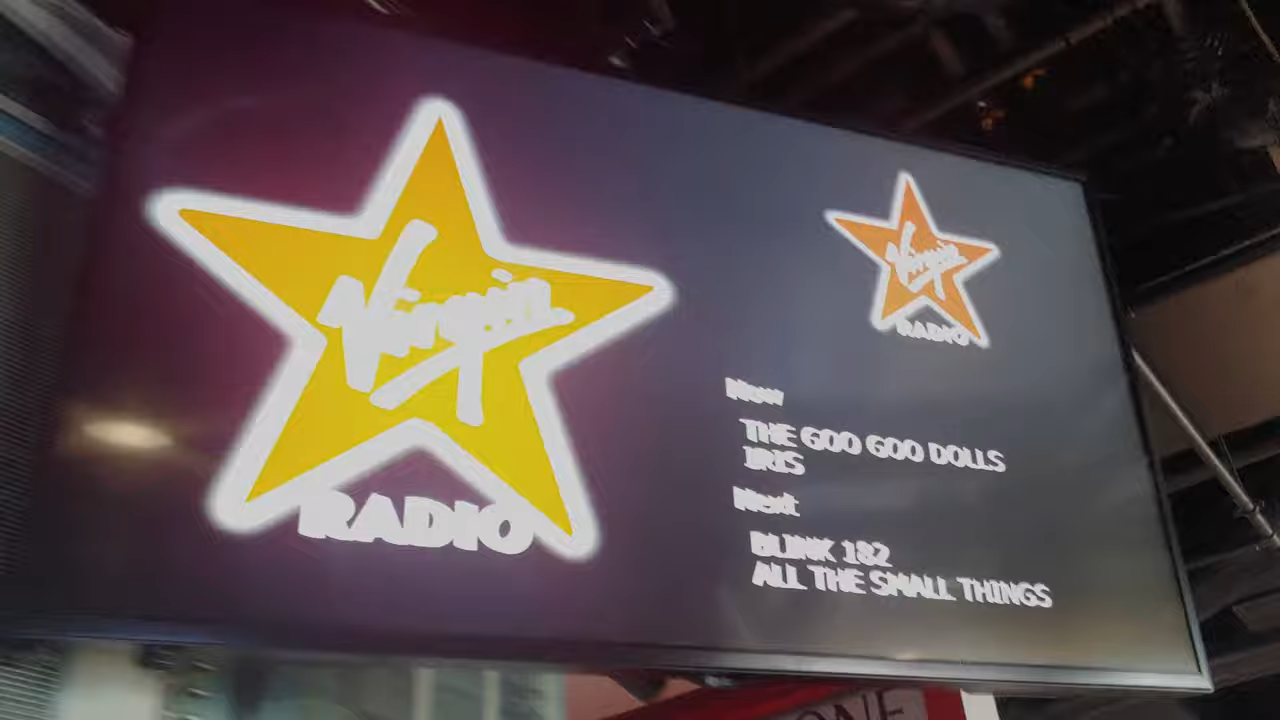 Virgin
RADIO
Virgin
RADIO
Now
THE GOO GOO DOLLS
IRIS
Next
BLINK 182
ALL THE SMALL THINGS